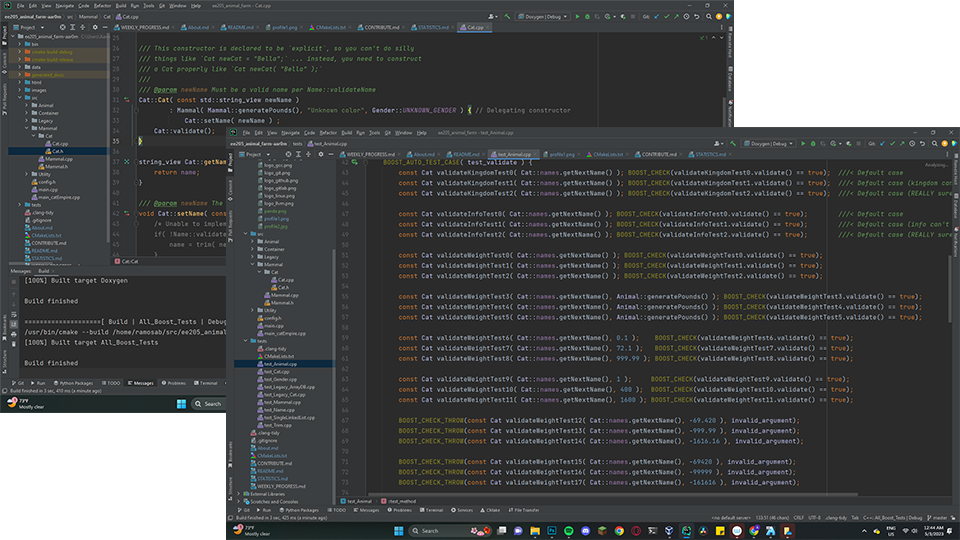 File Edit View Navigate Code Refactor Build Run Tools Git Window Help ee205_animal_farm - Cat.cpp
ee205_animal_farm-aar0m src Mammal Cat Cat.cpp
Doxygen | Debug
Git:
Project
WEEKLY_PROGRESS.md About.md README.md profile1.png CMakeLists.txt CONTRIBUTE.md STATISTICS.md Cat.cpp
ee205_animal_farm-aar0m
bin
cmake-build-debug
data
html
images
src
Animal
Container
Legacy
Mammal
Cat
Cat.cpp
Cat.h
Mammal.cpp
Mammal.h
Utility
config.h
main.cpp
main_catEmpire.cpp
tests
.clang-tidy
.gitignore
About.md
CMakeLists.txt
CONTRIBUTE.md
README.md
STATISTICS.md
/// This constructor is declared to be `explicit`, so you can't do silly
/// things like `Cat newCat = "Bella";` ... instead, you need to construct
/// a Cat properly like `Cat newCat( "Bella" );`
///
/// @param newName Must be a valid name per Name::validateName
Cat::Cat( const std::string_view newName )
: Mammal( Mammal::generatePounds(), "Unknown color", Gender::UNKNOWN_GENDER ) { // Delegating constructor
Cat::setName( newName ) ;
Cat::validate();
}
string_view Cat::getNa
return name;
}
/// @param newName The
void Cat::setName( const
/* Unable to implem
if( !Name::valida
name = trim( ne
}
Cat::Cat
Messages Build
[100%] Built target Doxygen
Build finished
====================[ Build | All_Boost_Tests | Debug
/usr/bin/cmake --build /home/ramosab/src/ee205_animal
[100%] Built target All_Boost_Tests
Build finished
Git Run Python Packages TODO Messages Problems Terminal
Build finished in 3 sec, 410 ms (a minute ago)
73°F
Mostly clear
Search
File Edit View Navigate Code Refactor Build Run Tools Git Window Help ee205_animal_farm - test_Animal.cpp
ee205_animal_farm-aar0m tests test_Animal.cpp
Doxygen | Debug
Git:
Project
WEEKLY_PROGRESS.md About.md README.md test_Animal.cpp profile1.png CMakeLists.txt CONTRIBUTE.md STATISTICS.md
logo_gcc.png
logo_git.png
logo_github.png
logo_gitlab.png
logo_linux.png
logo_llvm.png
panda.png
profile1.png
profile2.jpg
src
Animal
Container
Legacy
Mammal
Cat
Cat.cpp
Cat.h
Mammal.cpp
Mammal.h
Utility
config.h
main.cpp
main_catEmpire.cpp
tests
.clang-tidy
CMakeLists.txt
test_Animal.cpp
test_Cat.cpp
test_Gender.cpp
test_Legacy_ArrayDB.cpp
test_Legacy_Cat.cpp
test_Mammal.cpp
test_Name.cpp
test_SingleLinkedList.cpp
test_Trim.cpp
.clang-tidy
.gitignore
About.md
CMakeLists.txt
CONTRIBUTE.md
README.md
STATISTICS.md
WEEKLY_PROGRESS.md
External Libraries
Scratches and Consoles
Analyzing...
BOOST_AUTO_TEST_CASE( test_validate ) {
const Cat validateKingdomTest0( Cat::names.getNextName() ); BOOST_CHECK(validateKingdomTest0.validate() == true); ///< Default case
const Cat validateKingdomTest1( Cat::names.getNextName() ); BOOST_CHECK(validateKingdomTest1.validate() == true); ///< Default case (kingdom can
const Cat validateKingdomTest2( Cat::names.getNextName() ); BOOST_CHECK(validateKingdomTest2.validate() == true); ///< Default case (REALLY sure
const Cat validateInfoTest0( Cat::names.getNextName() ); BOOST_CHECK(validateInfoTest0.validate() == true); ///< Default case
const Cat validateInfoTest1( Cat::names.getNextName() ); BOOST_CHECK(validateInfoTest1.validate() == true); ///< Default case (info can't
const Cat validateInfoTest2( Cat::names.getNextName() ); BOOST_CHECK(validateInfoTest2.validate() == true); ///< Default case (REALLY sure
const Cat validateWeightTest0( Cat::names.getNextName() ); BOOST_CHECK(validateWeightTest0.validate() == true);
const Cat validateWeightTest1( Cat::names.getNextName() ); BOOST_CHECK(validateWeightTest1.validate() == true);
const Cat validateWeightTest2( Cat::names.getNextName() ); BOOST_CHECK(validateWeightTest2.validate() == true);
const Cat validateWeightTest3( Cat::names.getNextName(), Animal::generatePounds() ); BOOST_CHECK(validateWeightTest3.validate() == true);
const Cat validateWeightTest4( Cat::names.getNextName(), Animal::generatePounds() ); BOOST_CHECK(validateWeightTest4.validate() == true);
const Cat validateWeightTest5( Cat::names.getNextName(), Animal::generatePounds() ); BOOST_CHECK(validateWeightTest5.validate() == true);
const Cat validateWeightTest6( Cat::names.getNextName(), 0.1 ); BOOST_CHECK(validateWeightTest6.validate() == true);
const Cat validateWeightTest7( Cat::names.getNextName(), 72.1 ); BOOST_CHECK(validateWeightTest7.validate() == true);
const Cat validateWeightTest8( Cat::names.getNextName(), 999.99 ); BOOST_CHECK(validateWeightTest8.validate() == true);
const Cat validateWeightTest9( Cat::names.getNextName(), 1 ); BOOST_CHECK(validateWeightTest9.validate() == true);
const Cat validateWeightTest10( Cat::names.getNextName(), 400 ); BOOST_CHECK(validateWeightTest10.validate() == true);
const Cat validateWeightTest11( Cat::names.getNextName(), 1600 ); BOOST_CHECK(validateWeightTest11.validate() == true);
BOOST_CHECK_THROW(const Cat validateWeightTest12( Cat::names.getNextName(), -69.420 ), invalid_argument);
BOOST_CHECK_THROW(const Cat validateWeightTest13( Cat::names.getNextName(), -999.99 ), invalid_argument);
BOOST_CHECK_THROW(const Cat validateWeightTest14( Cat::names.getNextName(), -1616.16 ), invalid_argument);
BOOST_CHECK_THROW(const Cat validateWeightTest15( Cat::names.getNextName(), -69420 ), invalid_argument);
BOOST_CHECK_THROW(const Cat validateWeightTest16( Cat::names.getNextName(), -99999 ), invalid_argument);
BOOST_CHECK_THROW(const Cat validateWeightTest17( Cat::names.getNextName(), -161616 ), invalid_argument);
test_Animal ::test_method
Git Run Python Packages TODO Messages Problems Terminal Services CMake File Transfer
Build finished in 3 sec, 425 ms (a minute ago)
<no default server> 133:51 (46 chars) CRLF UTF-8 .clang-tidy Tab C++: All_Boost_Tests | Debug master
73°F
Mostly clear
Search
ENG
US
12:44 AM
5/3/2023